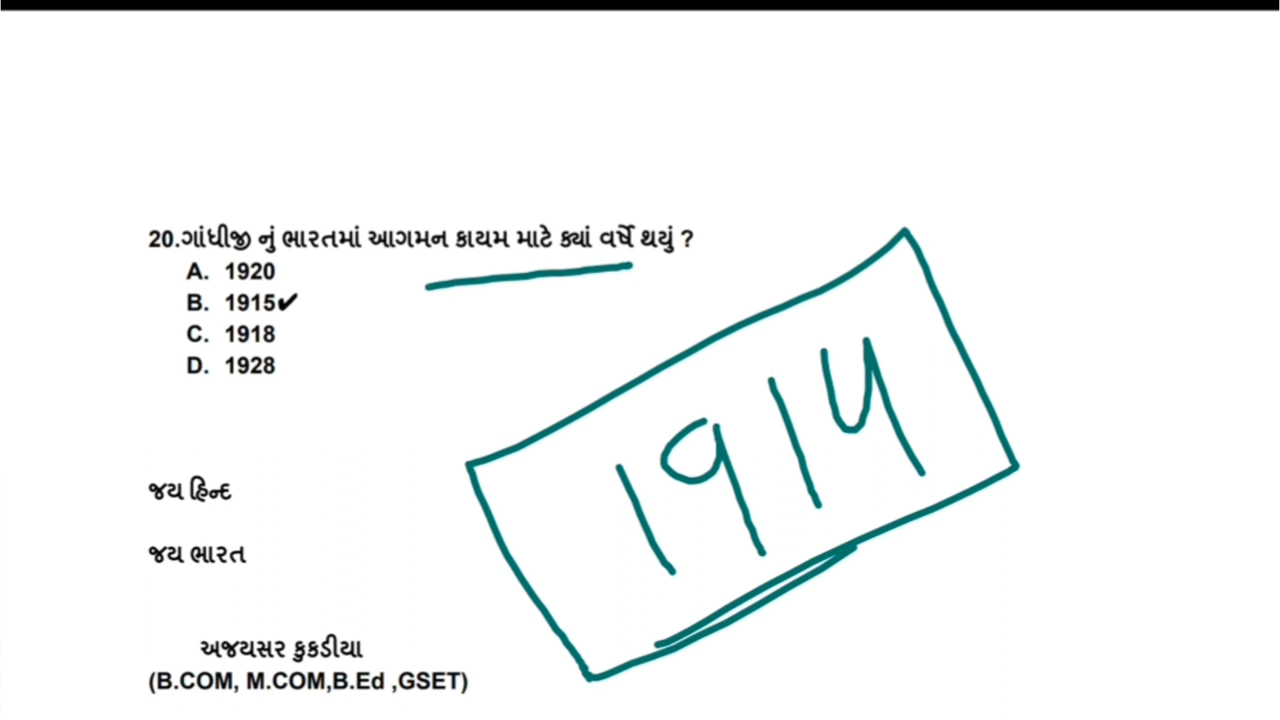 20.ગાંધીજી નું ભારતમાં આગમન કાયમ માટે ક્યાં વર્ષે થયું ?
A. 1920
B. 1915✔
C. 1918
D. 1928
191૫
જય હિન્દ
જય ભારત
અજયસર કુકડીયા
(B.COM, M.COM,B.Ed ,GSET)